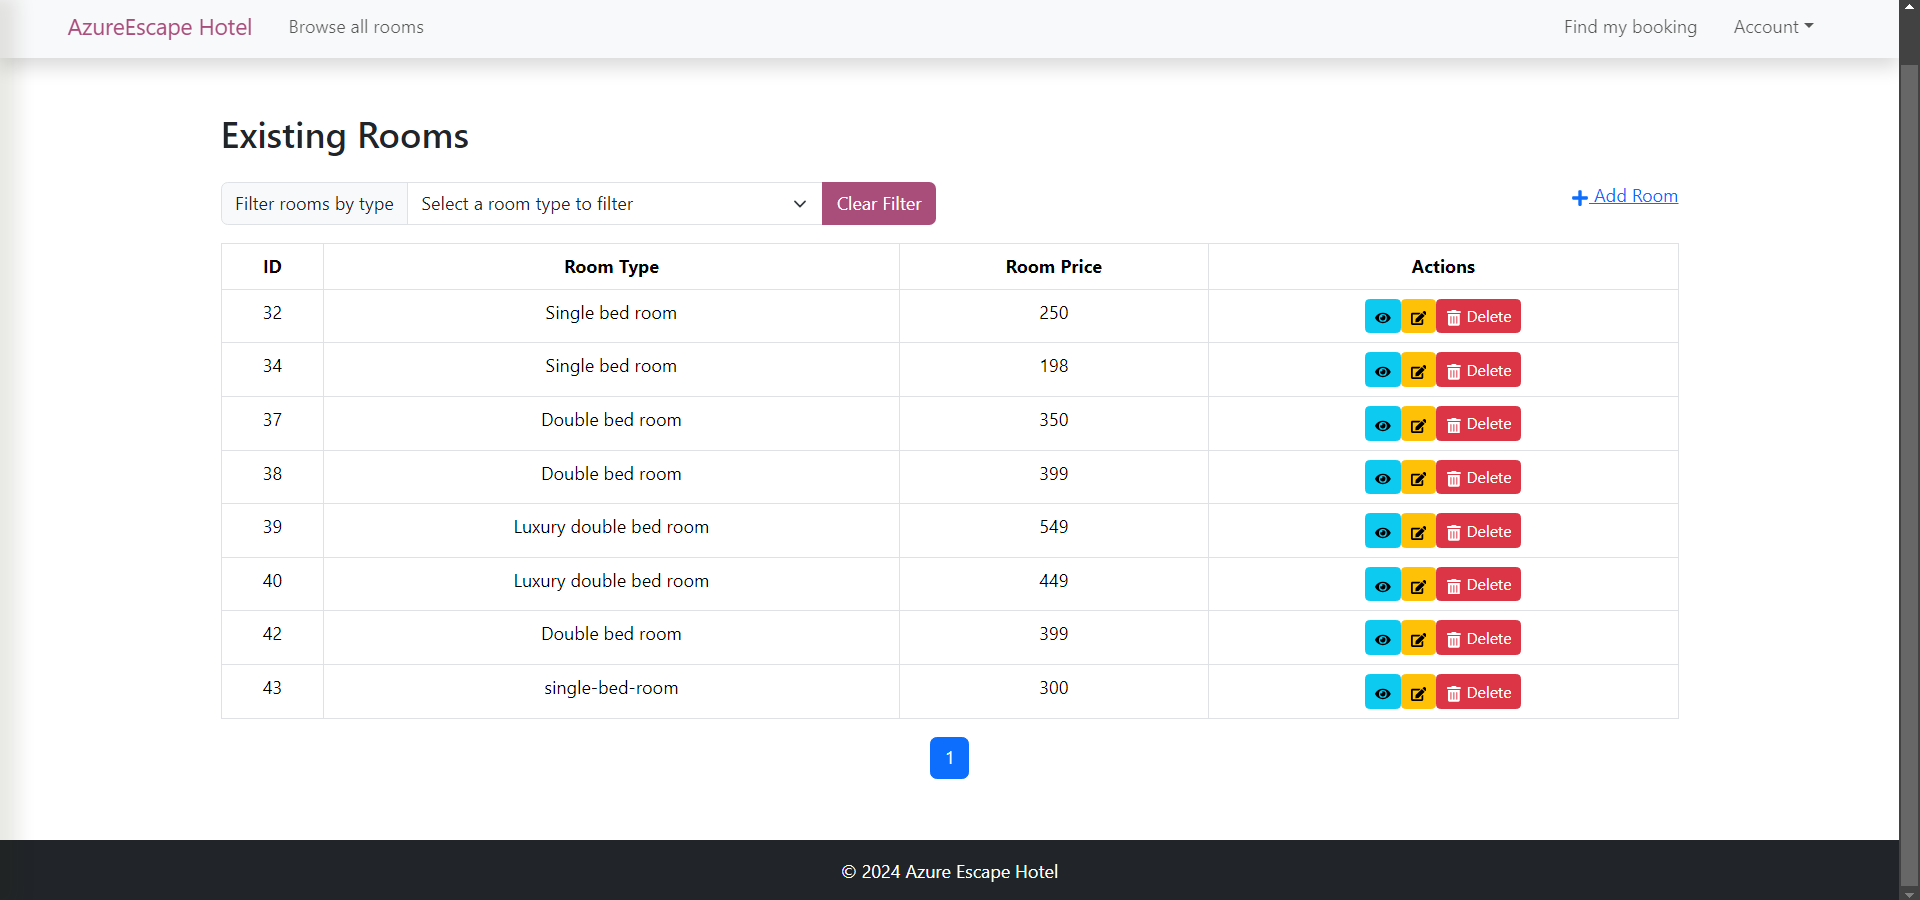 AzureEscape Hotel Browse all rooms Find my booking Account
Existing Rooms
Filter rooms by type Select a room type to filter Clear Filter Add Room
ID Room Type Room Price Actions
32 Single bed room 250 Delete
34 Single bed room 198 Delete
37 Double bed room 350 Delete
38 Double bed room 399 Delete
39 Luxury double bed room 549 Delete
40 Luxury double bed room 449 Delete
42 Double bed room 399 Delete
43 single-bed-room 300 Delete
1
© 2024 Azure Escape Hotel